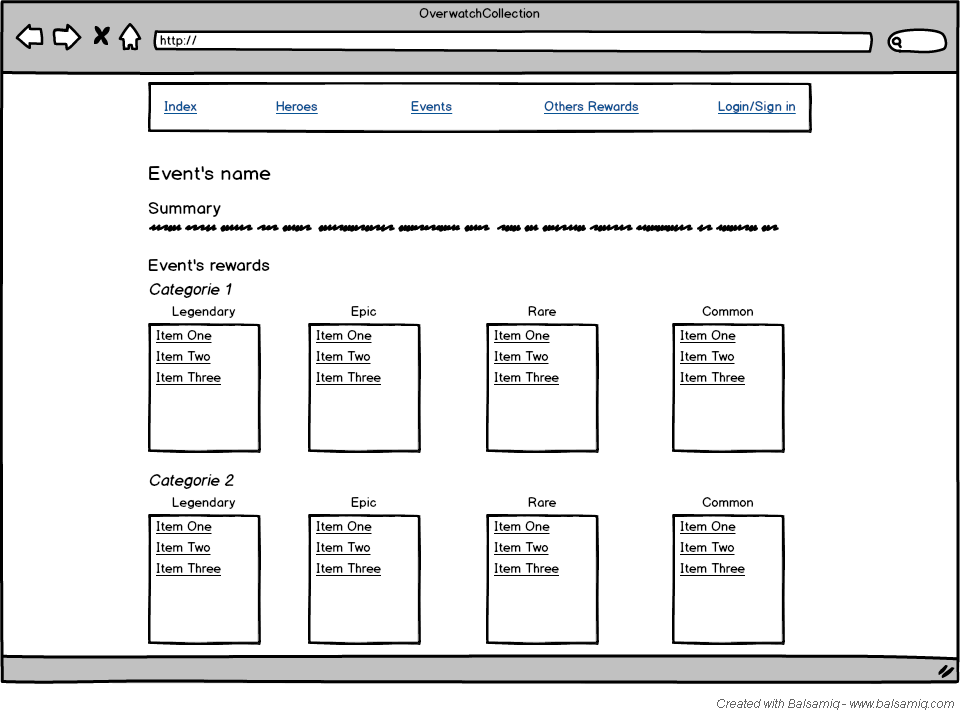 OverwatchCollection
http://
Index Heroes Events Others Rewards Login/Sign in
Event's name
Summary
Event's rewards
Categorie 1
Legendary Epic Rare Common
Item One Item One Item One Item One
Item Two Item Two Item Two Item Two
Item Three Item Three Item Three Item Three
Categorie 2
Legendary Epic Rare Common
Item One Item One Item One Item One
Item Two Item Two Item Two Item Two
Item Three Item Three Item Three Item Three
Created with Balsamiq - www.balsamiq.com